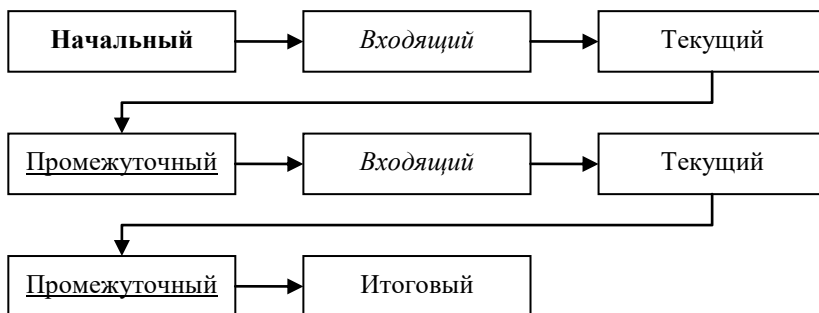 Начальный Входящий Текущий
Промежуточный Входящий Текущий
Промежуточный Итоговый